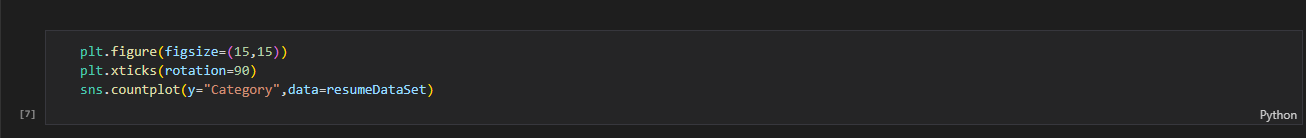 plt.figure(figsize=(15,15))
plt.xticks(rotation=90)
sns.countplot(y="Category",data=resumeDataSet)
[7]
Python